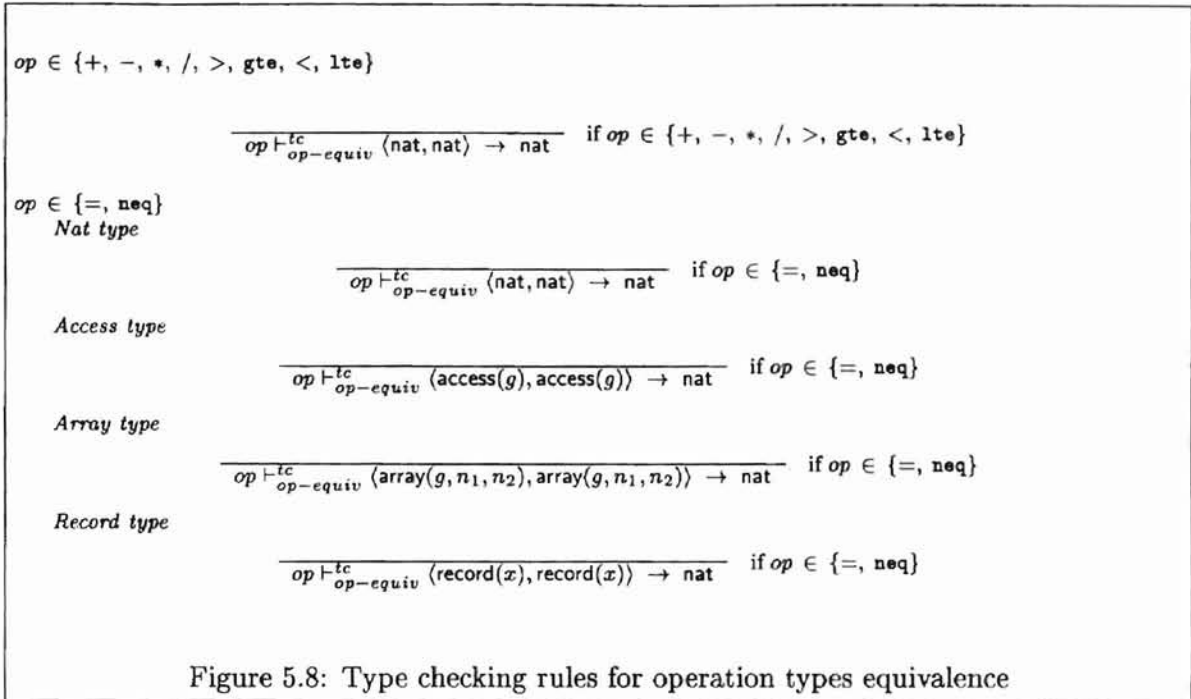 op ∈ {+, −, *, /, >, gte, <, lte}
op ⊢^{tc}_{op−equiv} ⟨nat, nat⟩ → nat if op ∈ {+, −, *, /, >, gte, <, lte}
op ∈ {=, neq}
Nat type
op ⊢^{tc}_{op−equiv} ⟨nat, nat⟩ → nat if op ∈ {=, neq}
Access type
op ⊢^{tc}_{op−equiv} ⟨access(g), access(g)⟩ → nat if op ∈ {=, neq}
Array type
op ⊢^{tc}_{op−equiv} ⟨array(g, n₁, n₂), array(g, n₁, n₂)⟩ → nat if op ∈ {=, neq}
Record type
op ⊢^{tc}_{op−equiv} ⟨record(x), record(x)⟩ → nat if op ∈ {=, neq}
Figure 5.8: Type checking rules for operation types equivalence